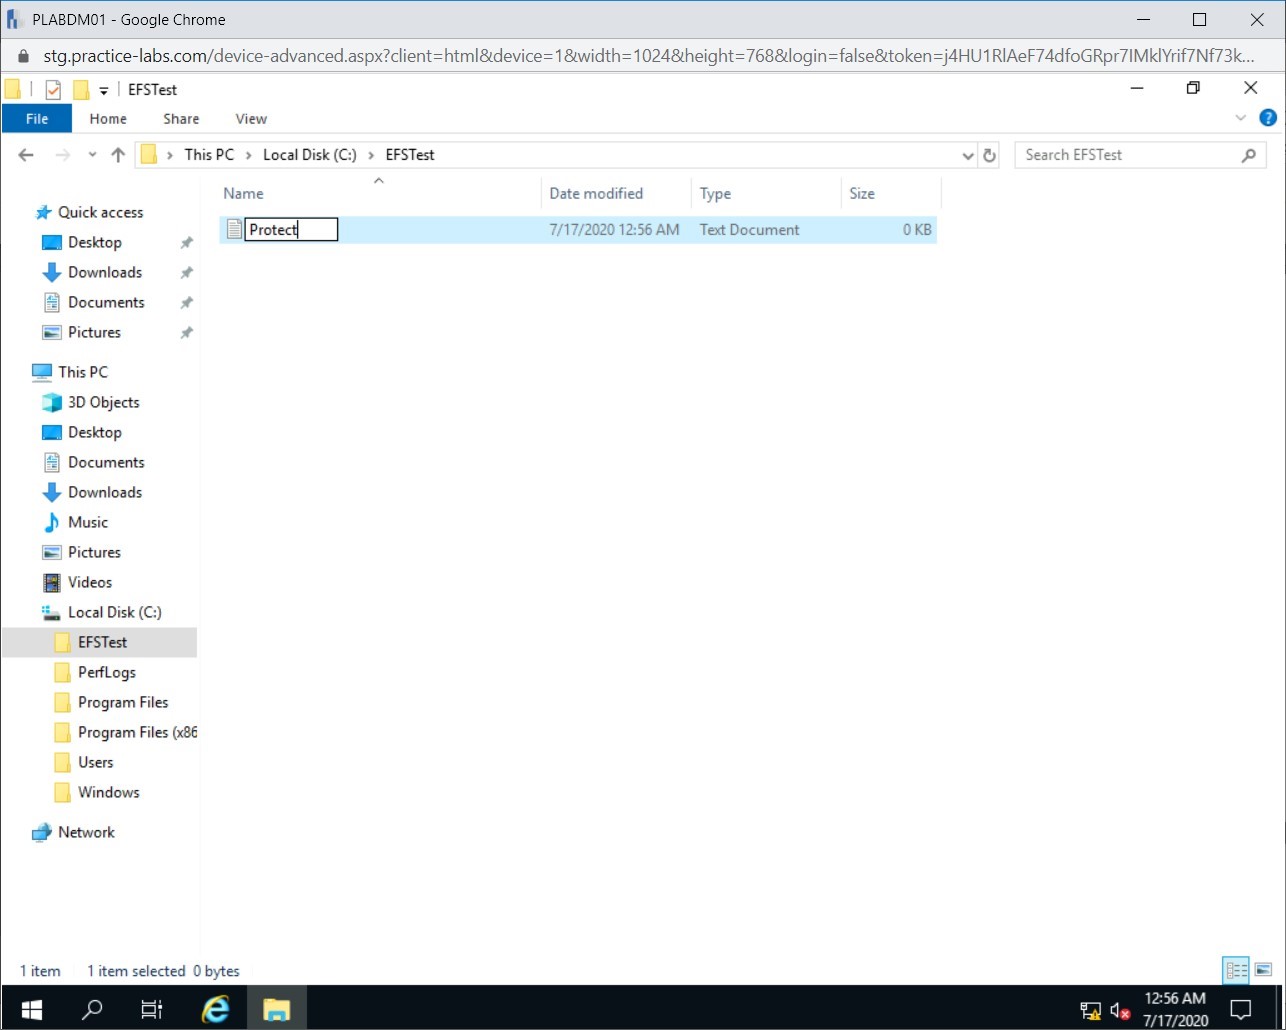 PLABDM01 - Google Chrome
stg.practice-labs.com/device-advanced.aspx?client=html&device=1&width=1024&height=768&login=false&token=j4HU1RlAeF74dfoGRpr7IMklYrif7Nf73k...
EFSTest
File Home Share View
This PC > Local Disk (C:) > EFSTest
Search EFSTest
Name Date modified Type Size
Protect 7/17/2020 12:56 AM Text Document 0 KB
Quick access
Desktop
Downloads
Documents
Pictures
This PC
3D Objects
Desktop
Documents
Downloads
Music
Pictures
Videos
Local Disk (C:)
EFSTest
PerfLogs
Program Files
Program Files (x86
Users
Windows
Network
1 item 1 item selected 0 bytes
12:56 AM
7/17/2020